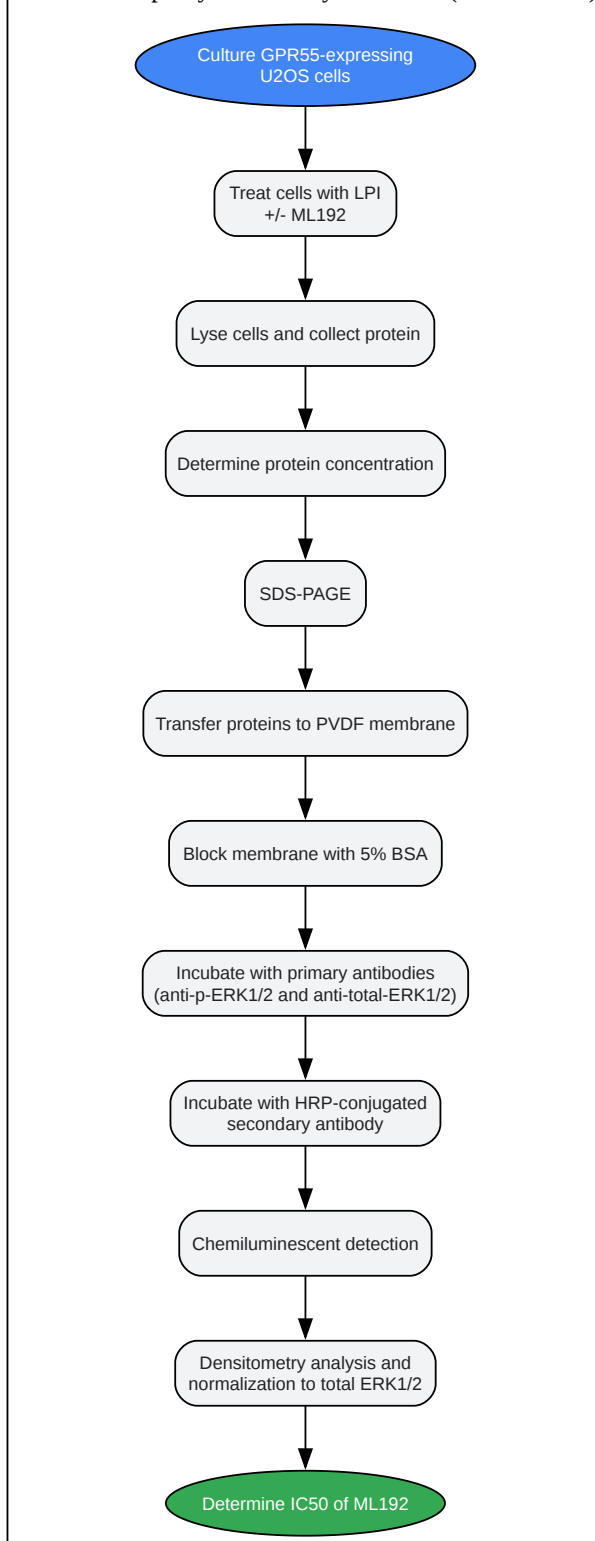 Culture GPR55-expressing
U2OS cells
Treat cells with LPI
+/- ML192
Lyse cells and collect protein
Determine protein concentration
SDS-PAGE
Transfer proteins to PVDF membrane
Block membrane with 5% BSA
Incubate with primary antibodies
(anti-p-ERK1/2 and anti-total-ERK1/2)
Incubate with HRP-conjugated
secondary antibody
Chemiluminescent detection
Densitometry analysis and
normalization to total ERK1/2
Determine IC50 of ML192